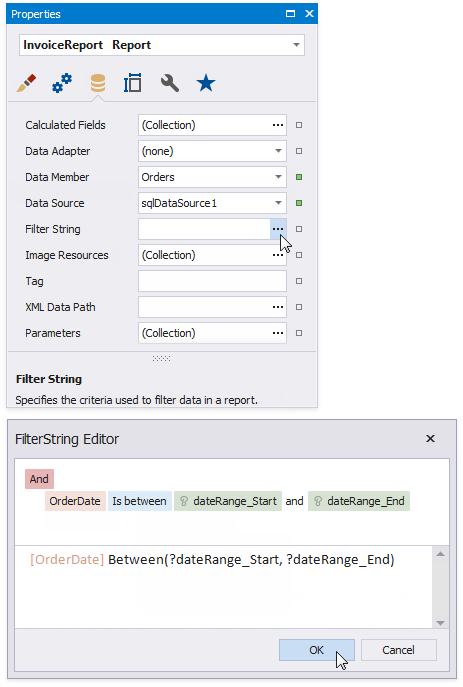 Properties
InvoiceReport Report
Calculated Fields (Collection) ...
Data Adapter (none)
Data Member Orders
Data Source sqlDataSource1
Filter String ...
Image Resources (Collection) ...
Tag
XML Data Path ...
Parameters (Collection) ...
Filter String
Specifies the criteria used to filter data in a report.
FilterString Editor
And
OrderDate Is between ? dateRange_Start and ? dateRange_End
[OrderDate] Between(?dateRange_Start, ?dateRange_End)
OK Cancel